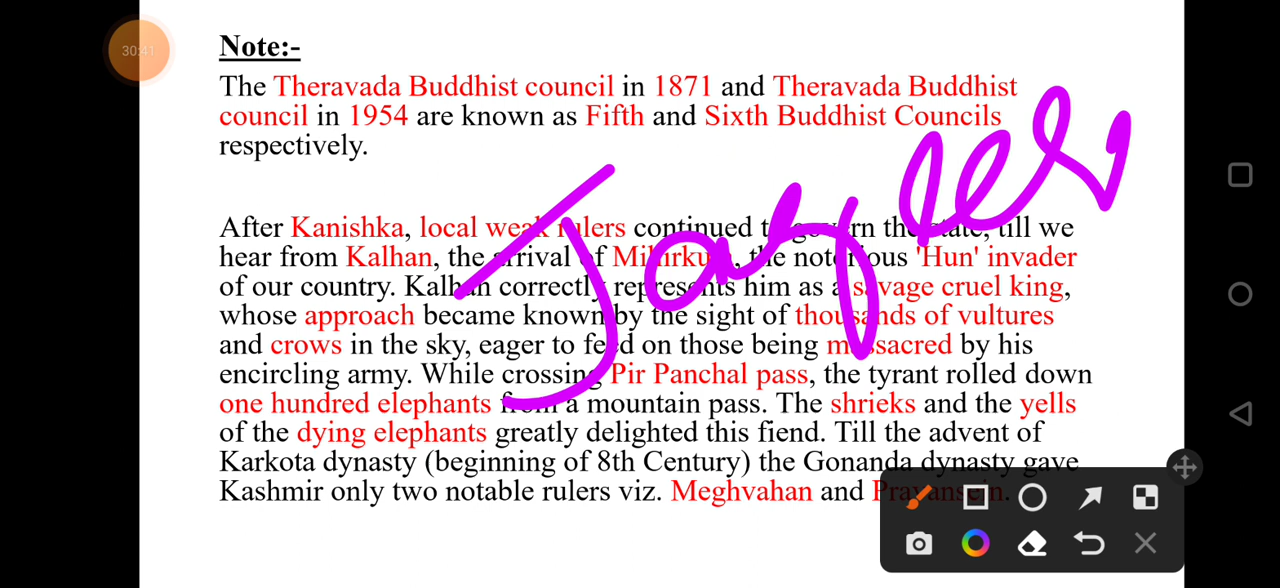 30:41
Note:-
The Theravada Buddhist council in 1871 and Theravada Buddhist
council in 1954 are known as Fifth and Sixth Buddhist Councils
respectively.
After Kanishka, local weak rulers continued to govern the state, till we
hear from Kalhan, the arrival of Mihirkula, the notorious 'Hun' invader
of our country. Kalhan correctly represents him as a savage cruel king,
whose approach became known by the sight of thousands of vultures
and crows in the sky, eager to feed on those being massacred by his
encircling army. While crossing Pir Panchal pass, the tyrant rolled down
one hundred elephants from a mountain pass. The shrieks and the yells
of the dying elephants greatly delighted this fiend. Till the advent of
Karkota dynasty (beginning of 8th Century) the Gonanda dynasty gave
Kashmir only two notable rulers viz. Meghvahan and Pravansein.